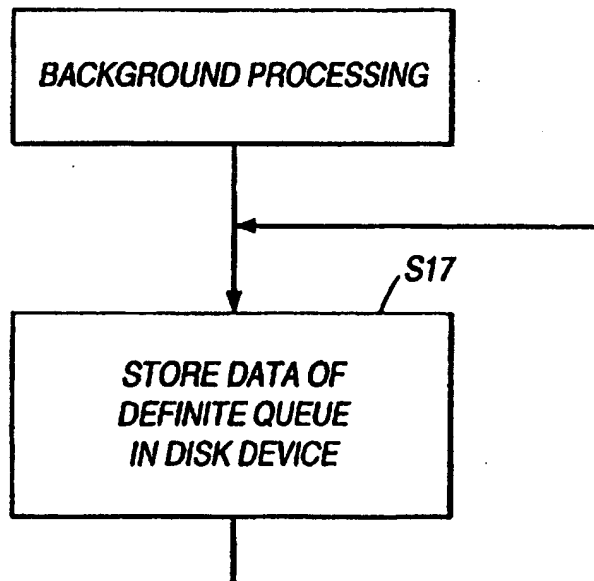 BACKGROUND PROCESSING
S17
STORE DATA OF
DEFINITE QUEUE
IN DISK DEVICE